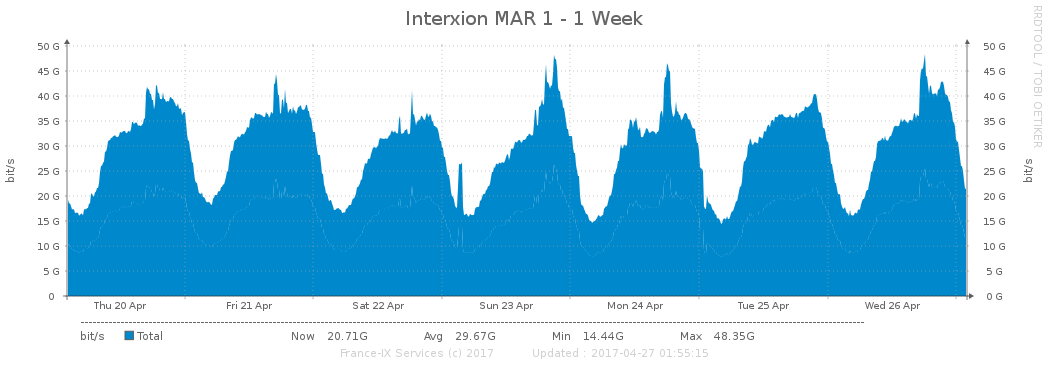 Interxion MAR 1 - 1 Week
RRDTOOL / TOBI OETIKER
bit/s
50 G 50 G
45 G 45 G
40 G 40 G
35 G 35 G
30 G 30 G
25 G 25 G
20 G 20 G
15 G 15 G
10 G 10 G
5 G 5 G
0 0 G
bit/s
Thu 20 Apr Fri 21 Apr Sat 22 Apr Sun 23 Apr Mon 24 Apr Tue 25 Apr Wed 26 Apr
bit/s Total Now 20.71G Avg 29.67G Min 14.44G Max 48.35G
France-IX Services (c) 2017 Updated : 2017-04-27 01:55:15